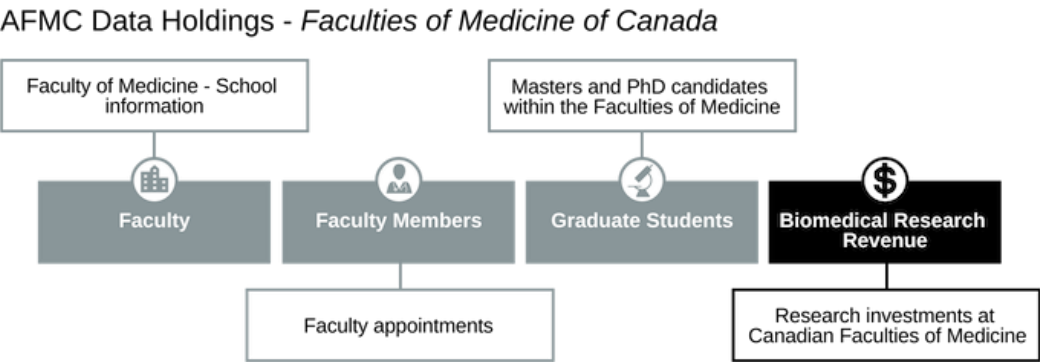 AFMC Data Holdings - Faculties of Medicine of Canada
Faculty of Medicine - School
information
Masters and PhD candidates
within the Faculties of Medicine
Faculty
Faculty Members
Graduate Students
$
Biomedical Research
Revenue
Faculty appointments
Research investments at
Canadian Faculties of Medicine